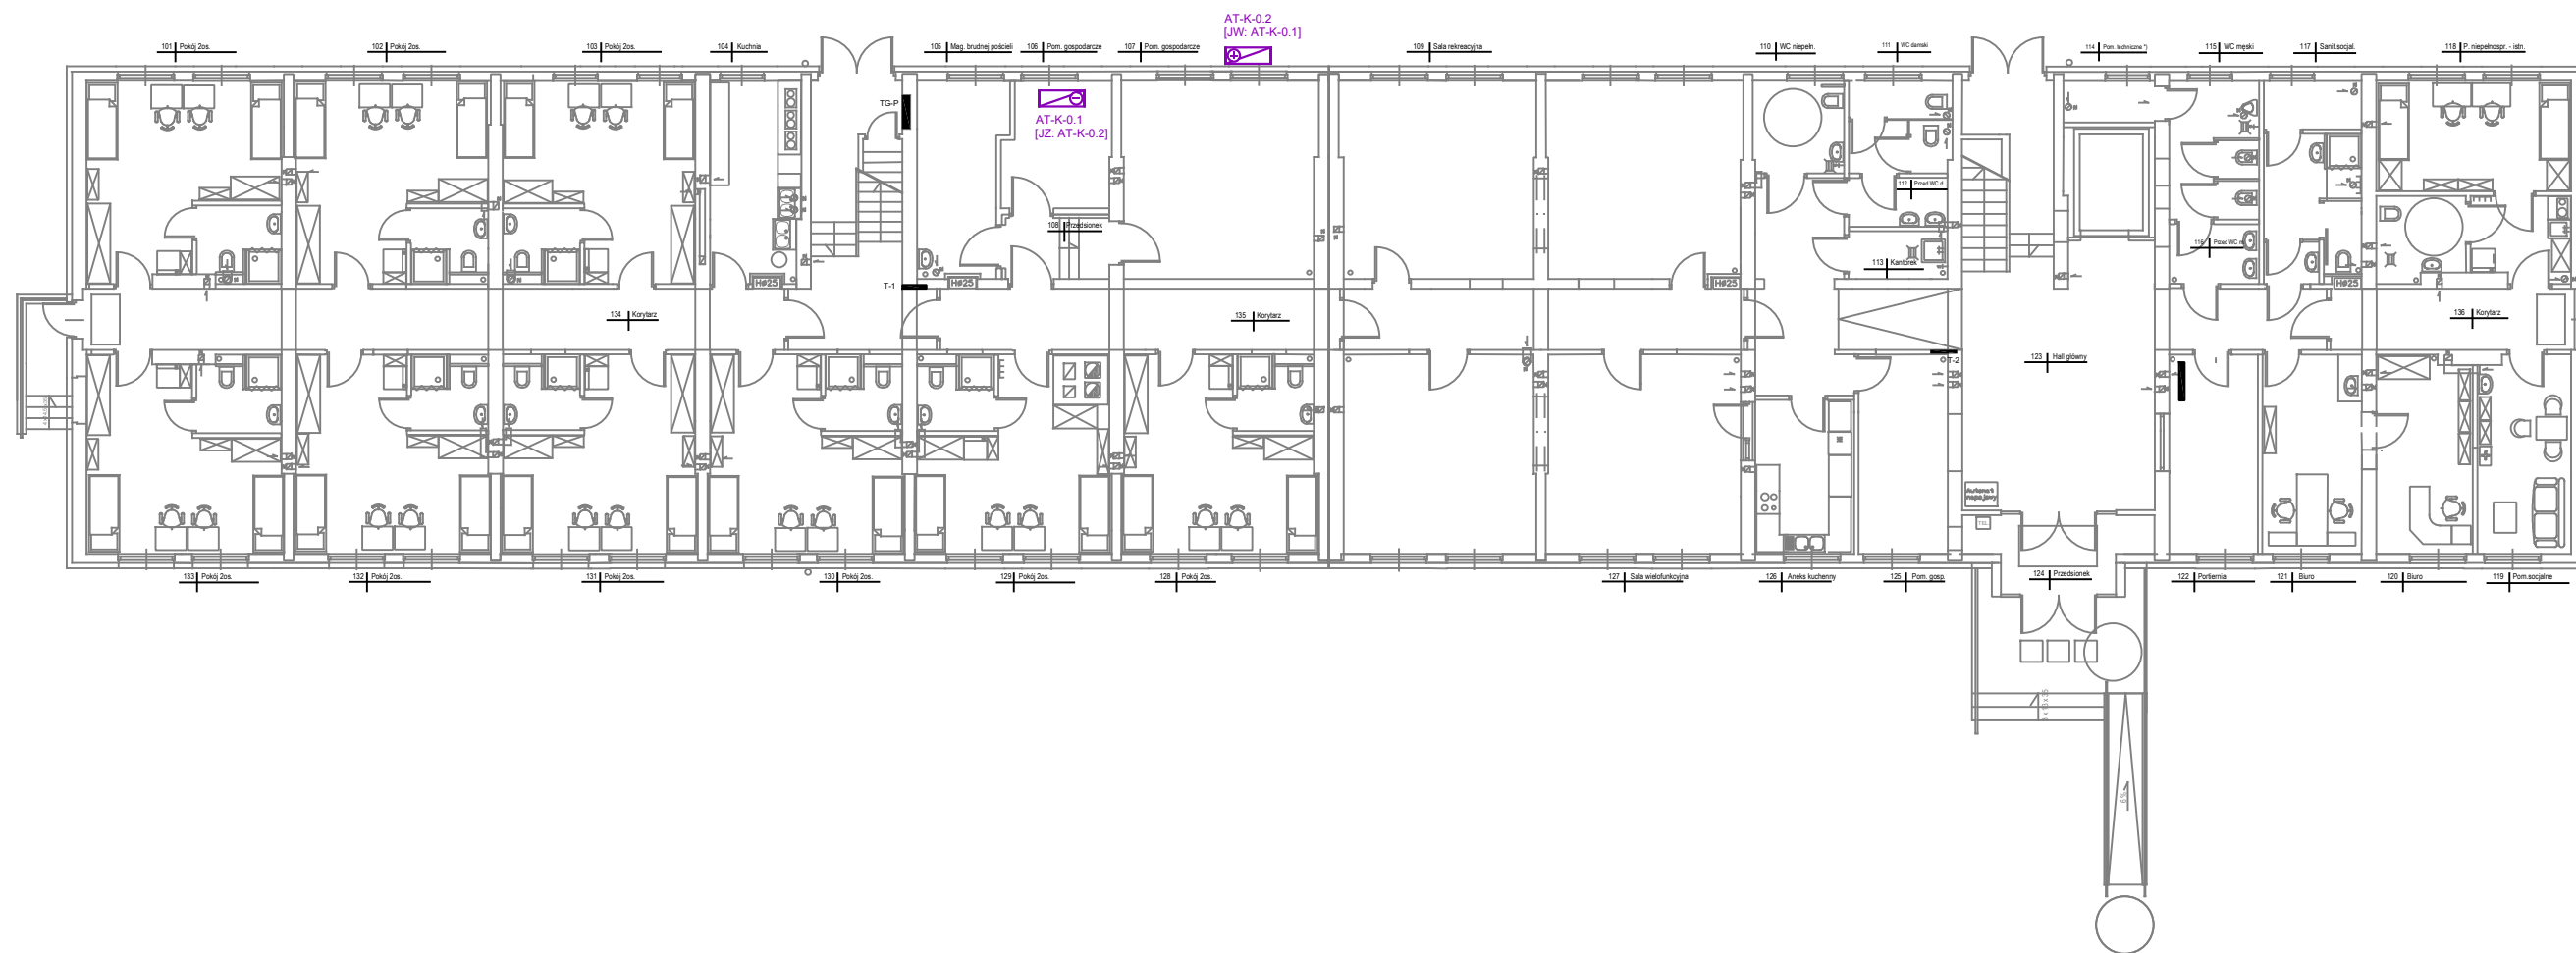 AT-K-0.2
[JW: AT-K-0.1]
101 Pokój 2os.
102 Pokój 2os.
103 Pokój 2os.
104 Kuchnia
105 Mag. brudnej pościeli
106 Pom. gospodarcze
107 Pom. gospodarcze
109 Sala rekreacyjna
110 WC niepełn.
111 WC damski
114 Pom. techniczne *)
115 WC męski
117 Sanit.socjal.
118 P. niepełnospr. - istn.
TG-P
AT-K-0.1
[JZ: AT-K-0.2]
112 Przed WC d.
108 Przedsionek
116 Przed WC m.
113 Kantorek
H#25
H#25
H#25
H#25
T-1
134 Korytarz
135 Korytarz
136 Korytarz
123 Hall główny
T-2
Automat
napojowy
TEL.
133 Pokój 2os.
132 Pokój 2os.
131 Pokój 2os.
130 Pokój 2os.
129 Pokój 2os.
128 Pokój 2os.
127 Sala wielofunkcyjna
126 Aneks kuchenny
125 Pom. gosp.
124 Przedsionek
122 Portiernia
121 Biuro
120 Biuro
119 Pom.socjalne
6%